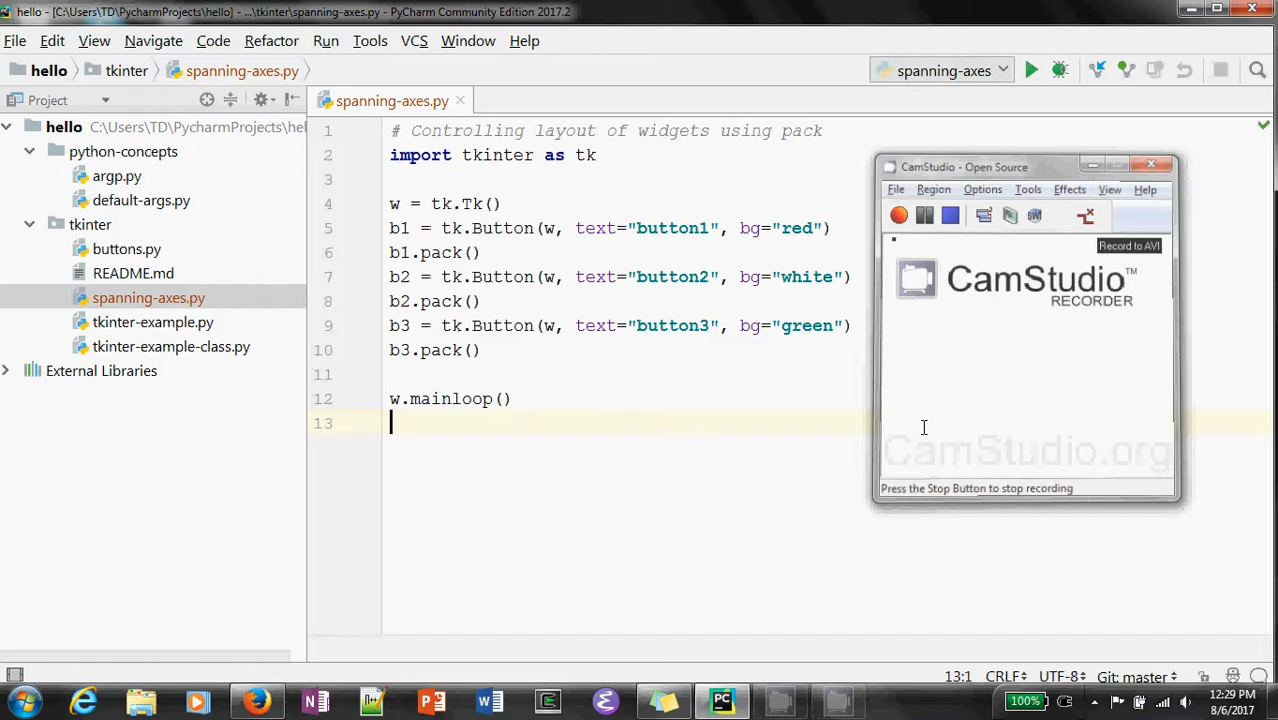 hello - [C:\Users\TD\PycharmProjects\hello] - ...\tkinter\spanning-axes.py - PyCharm Community Edition 2017.2
File Edit View Navigate Code Refactor Run Tools VCS Window Help
hello tkinter spanning-axes.py spanning-axes
Project spanning-axes.py
hello C:\Users\TD\PycharmProjects\hel
python-concepts
argp.py
default-args.py
tkinter
buttons.py
README.md
spanning-axes.py
tkinter-example.py
tkinter-example-class.py
External Libraries
1 # Controlling layout of widgets using pack
2 import tkinter as tk
3
4 w = tk.Tk()
5 b1 = tk.Button(w, text="button1", bg="red")
6 b1.pack()
7 b2 = tk.Button(w, text="button2", bg="white")
8 b2.pack()
9 b3 = tk.Button(w, text="button3", bg="green")
10 b3.pack()
11
12 w.mainloop()
13
CamStudio - Open Source
File Region Options Tools Effects View Help
Record to AVI
CamStudio™
RECORDER
CamStudio.org
Press the Stop Button to stop recording
13:1 CRLF UTF-8 Git: master
100% 12:29 PM
8/6/2017